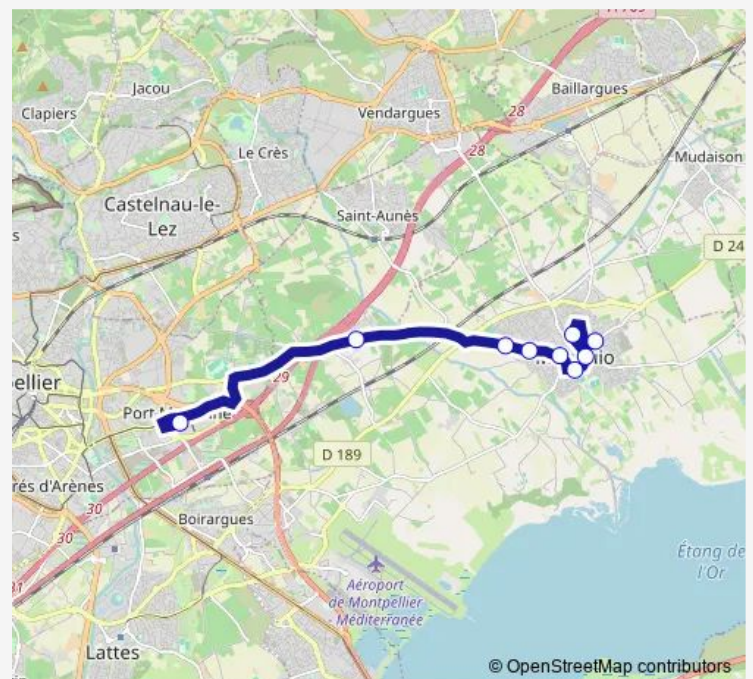 Jacou
Baillargues
Clapiers
Vendargues
28
28
Le Crès
Mudaison
Castelnau-le-
Lez
Saint-Aunès
D 24
29
D 189
30
30
Boirargues
Étang de
l'Or
Aéroport
de Montpellier
- Méditerranée
Lattes
© OpenStreetMap contributors